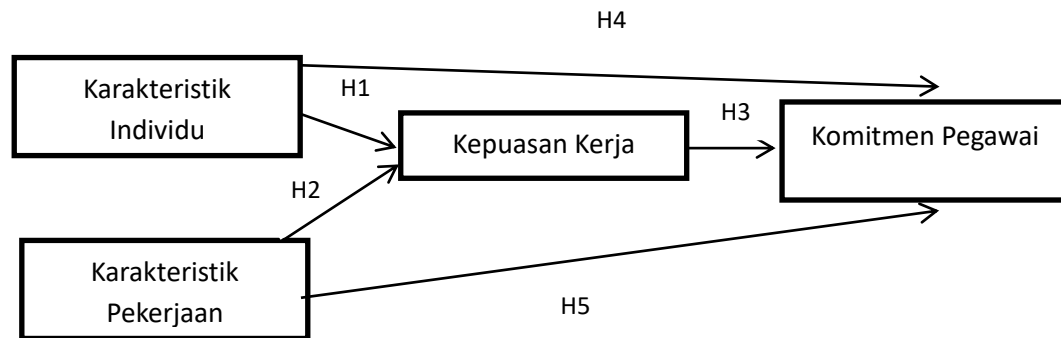 H4
Karakteristik
Individu
H1
Kepuasan Kerja
H3
Komitmen Pegawai
H2
Karakteristik
Pekerjaan
H5